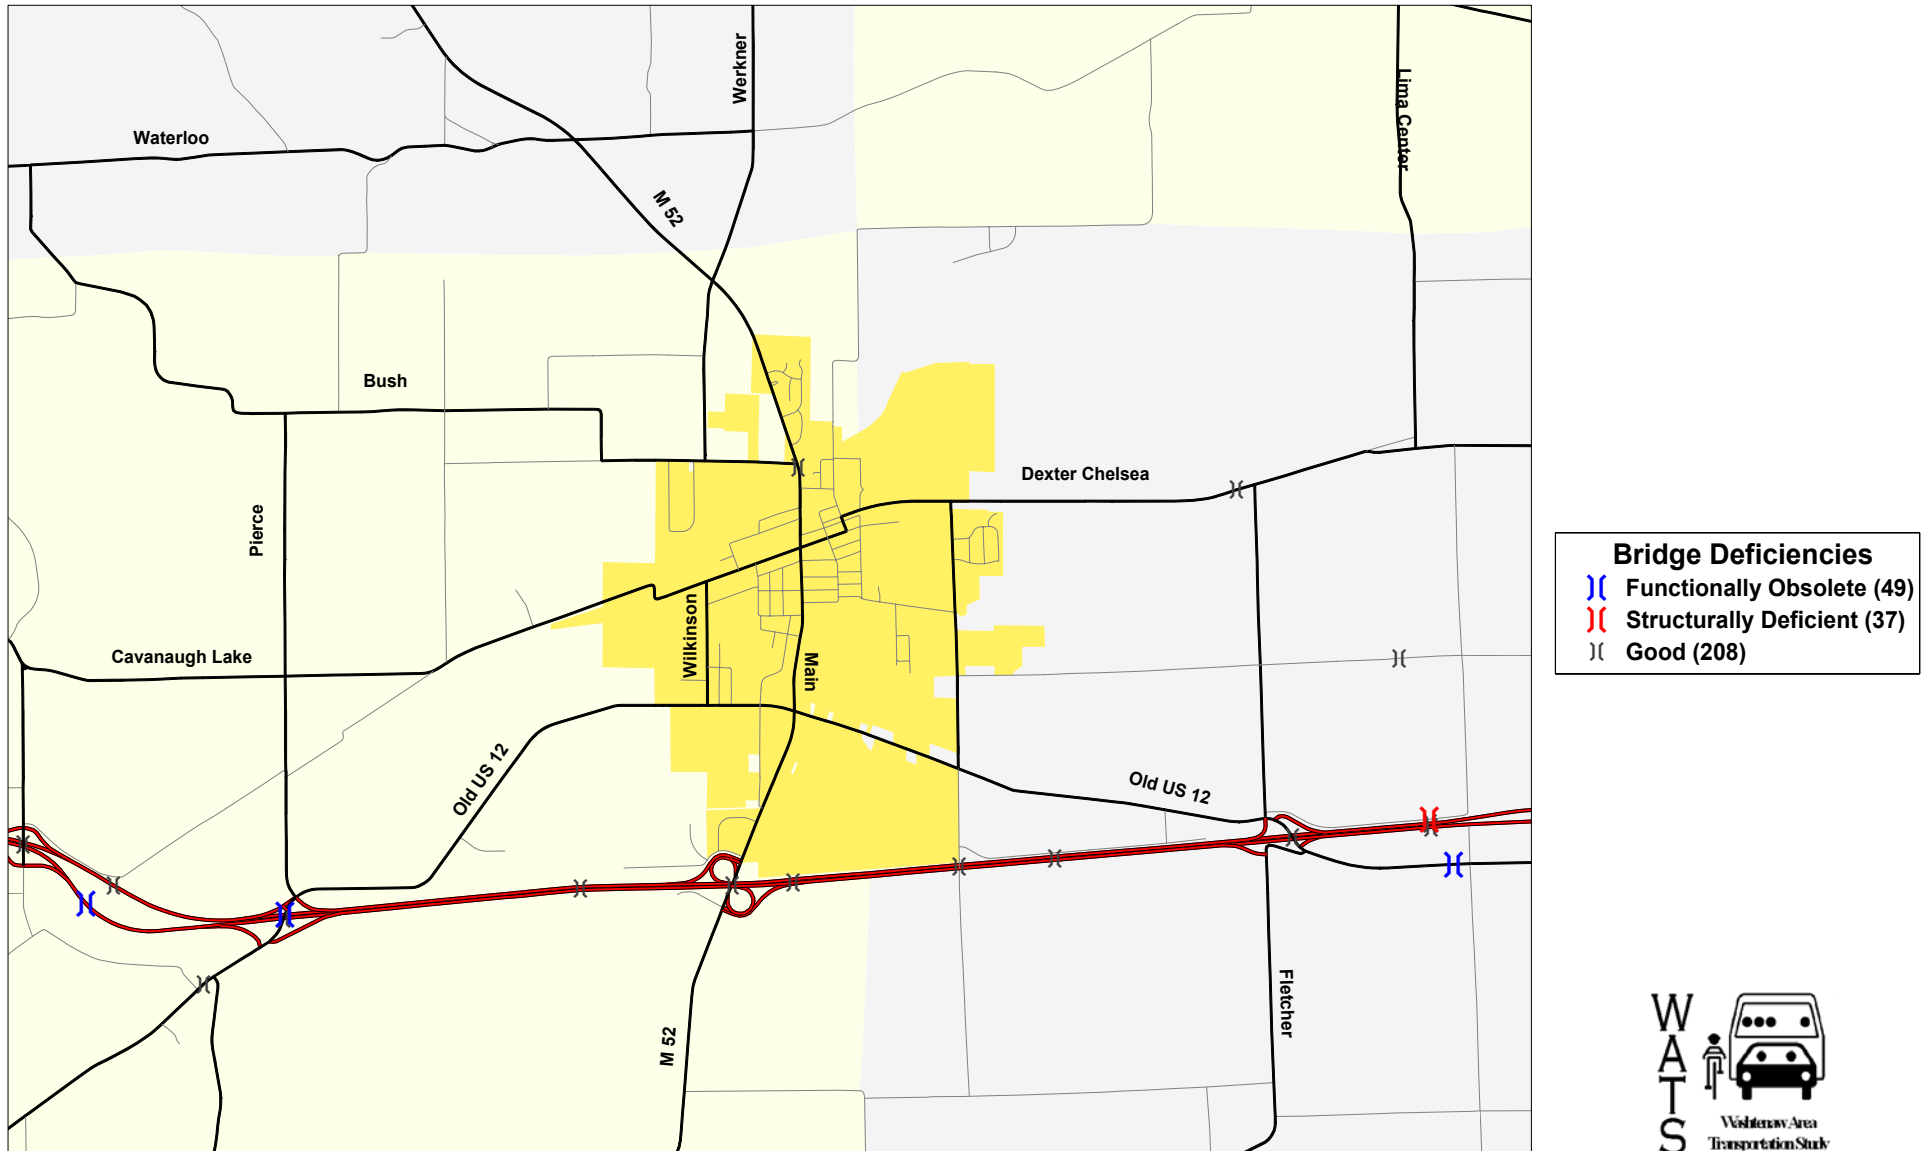 Werkner
Lima Center
Waterloo
M 52
Bush
Dexter Chelsea
Pierce
Wilkinson
Cavanaugh Lake
Main
Old US 12
Old US 12
Fletcher
M 52
Bridge Deficiencies
Functionally Obsolete (49)
Structurally Deficient (37)
Good (208)
WATS
Washtenaw Area
Transportation Study